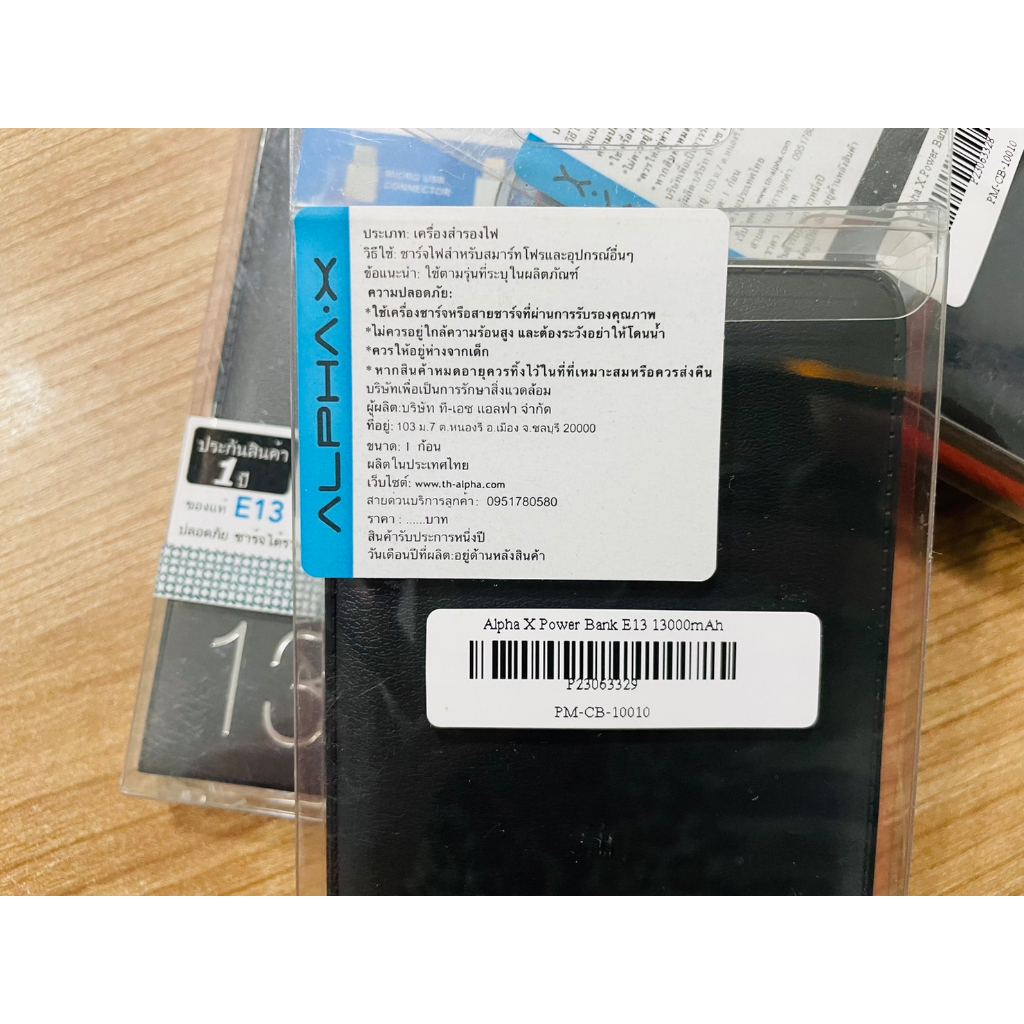 MICRO USB
CONNECTOR
ALPHA·X
ประเภท: เครื่องสำรองไฟ
วิธีใช้: ชาร์จไฟสำหรับสมาร์ทโฟรและอุปกรณ์อื่นๆ
ข้อแนะนำ: ใช้ตามรุ่นที่ระบุในผลิตภัณฑ์
ความปลอดภัย:
*ใช้เครื่องชาร์จหรือสายชาร์จที่ผ่านการรับรองคุณภาพ
*ไม่ควรอยู่ใกล้ความร้อนสูง และต้องระวังอย่าให้โดนน้ำ
*ควรให้อยู่ห่างจากเด็ก
*หากสินค้าหมดอายุควรทิ้งไว้ในที่ที่เหมาะสมหรือควรส่งคืน
บริษัทเพื่อเป็นการรักษาสิ่งแวดล้อม
ผู้ผลิต:บริษัท ที-เอช แอลฟา จำกัด
ที่อยู่: 103 ม.7 ต.หนองรี อ.เมือง จ.ชลบุรี 20000
ขนาด: 1 ก้อน
ผลิตในประเทศไทย
เว็บไซต์: www.th-alpha.com
สายด่วนบริการลูกค้า: 0951780580
ราคา : ......บาท
สินค้ารับประการหนึ่งปี
วันเดือนปีที่ผลิต:อยู่ด้านหลังสินค้า
Alpha X Power Bank E13 13000mAh
P23063329
PM-CB-10010
ประกันสินค้า
1 ปี
ของแท้ E13
ปลอดภัย ชาร์จได้
13
Alpha X Power Bank
P23063328
PM-CB-10010